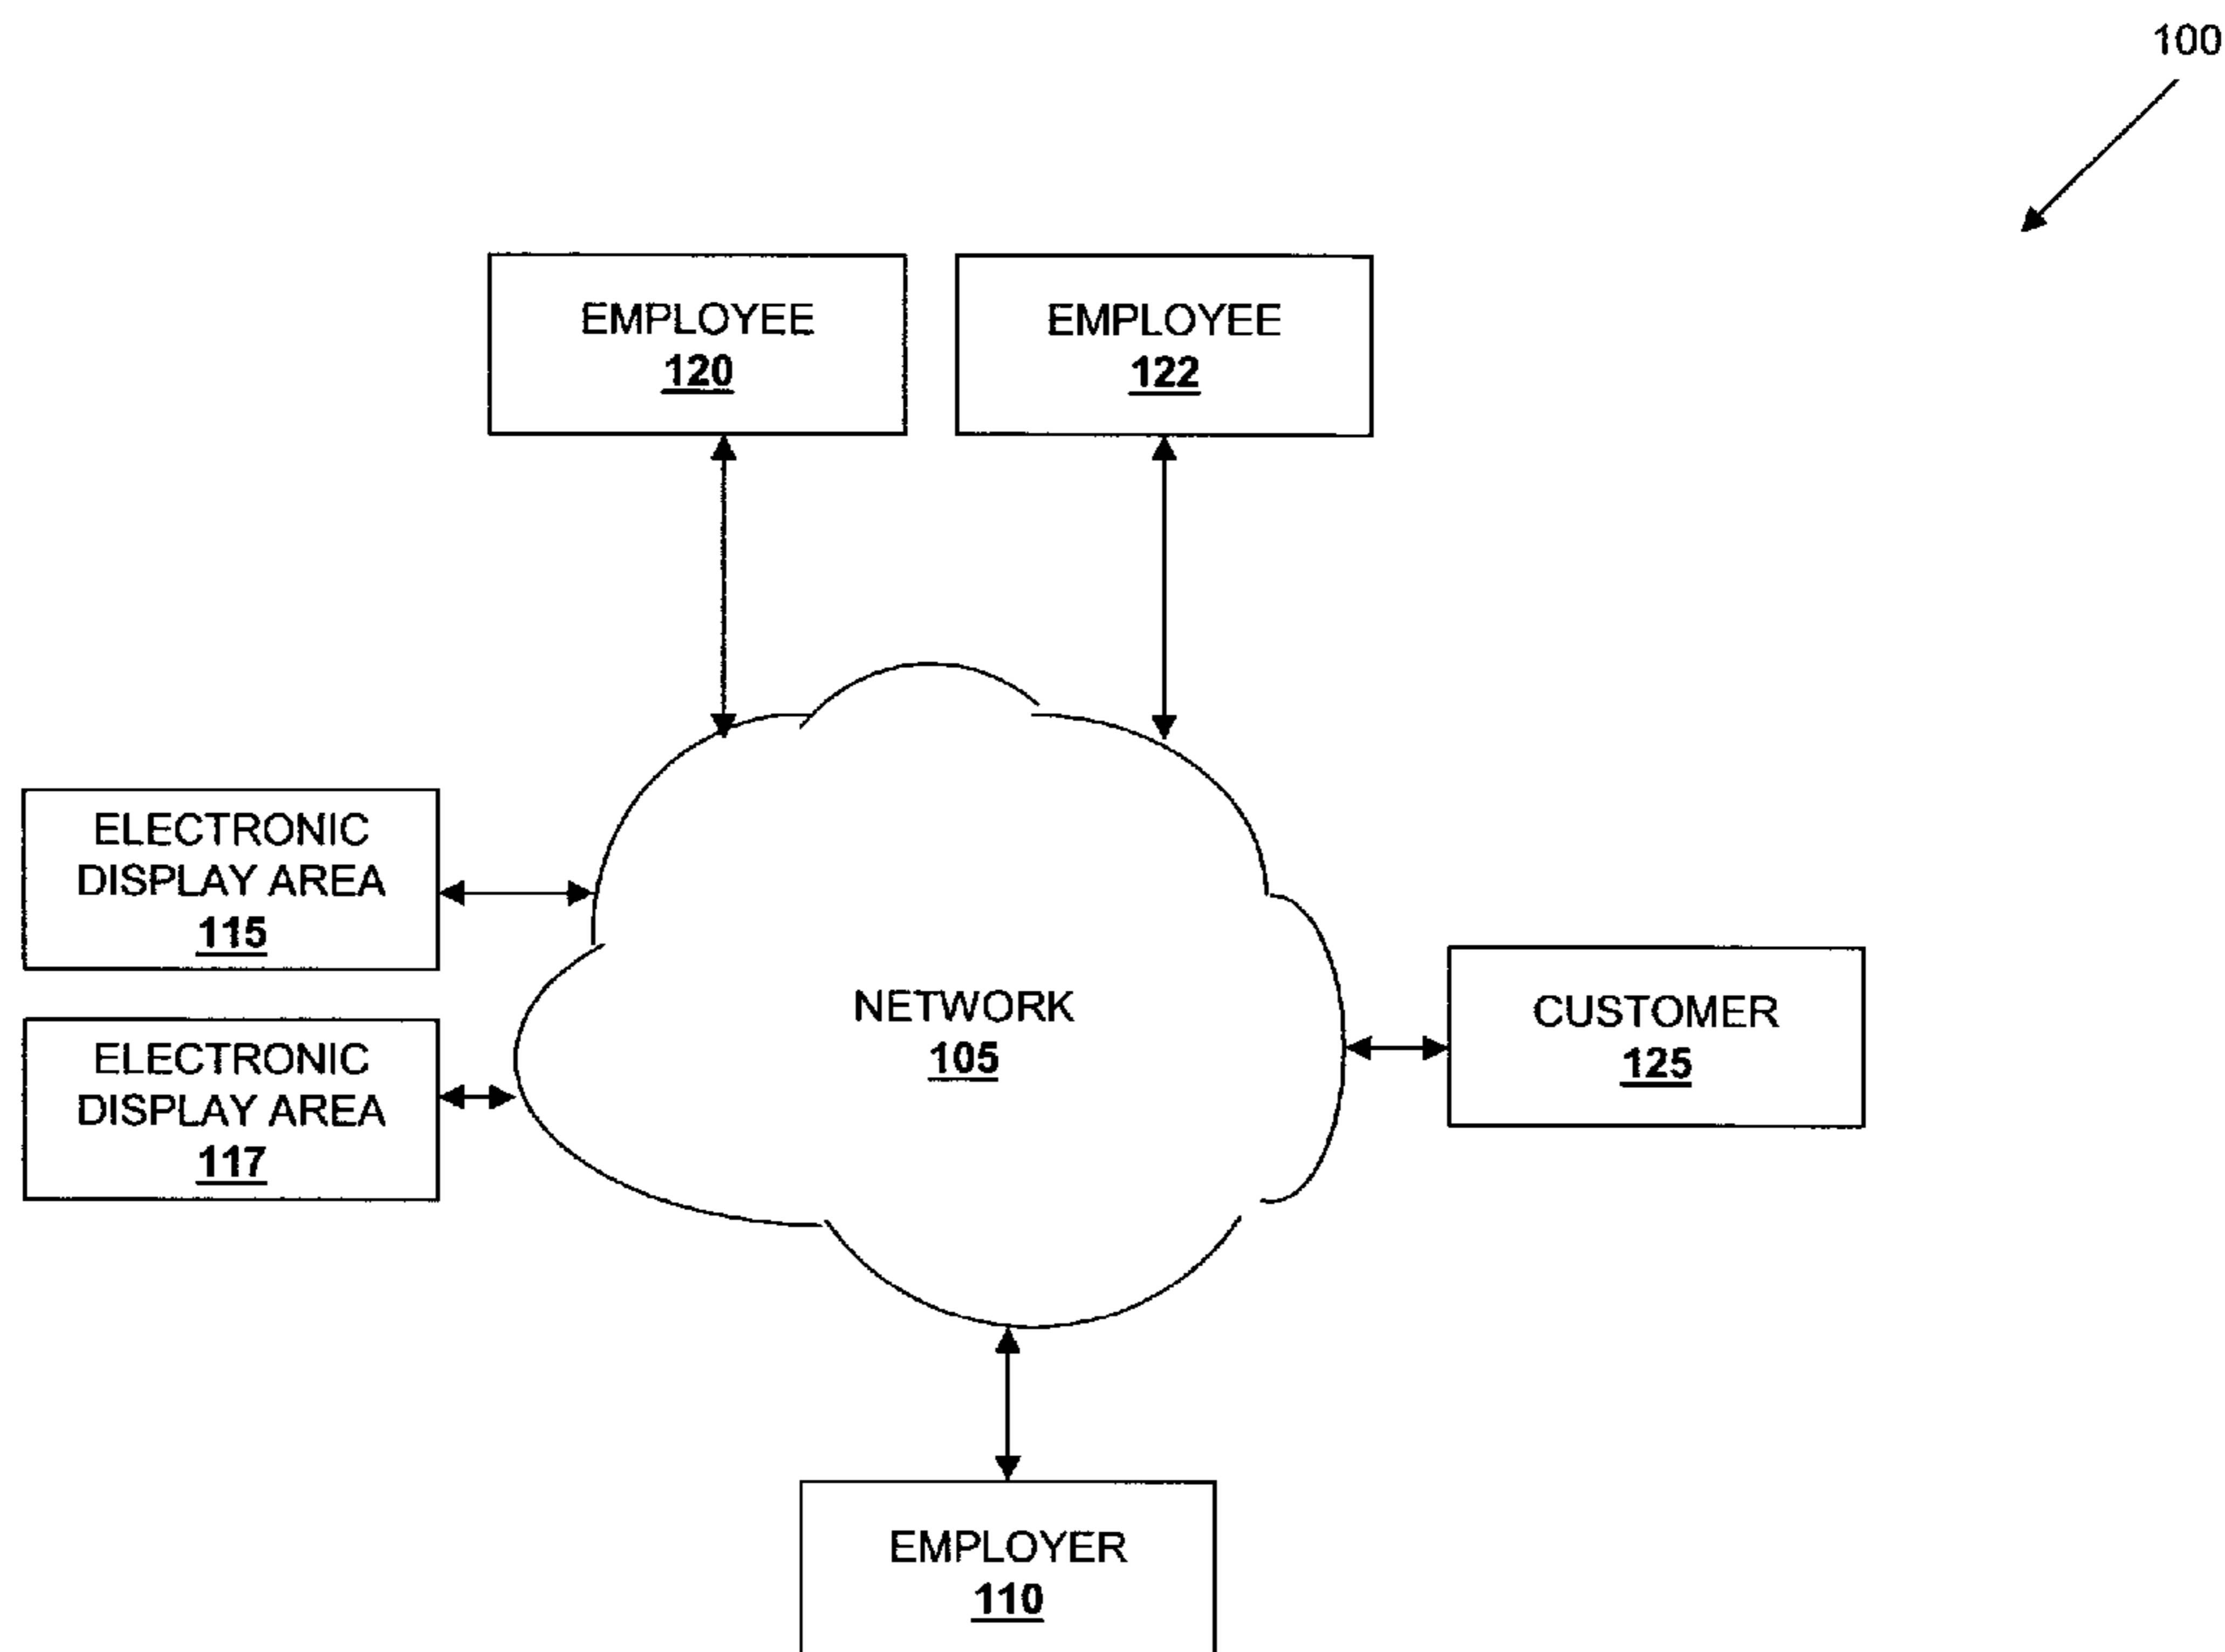 100
EMPLOYEE
120
EMPLOYEE
122
ELECTRONIC
DISPLAY AREA
115
ELECTRONIC
DISPLAY AREA
117
NETWORK
105
CUSTOMER
125
EMPLOYER
110